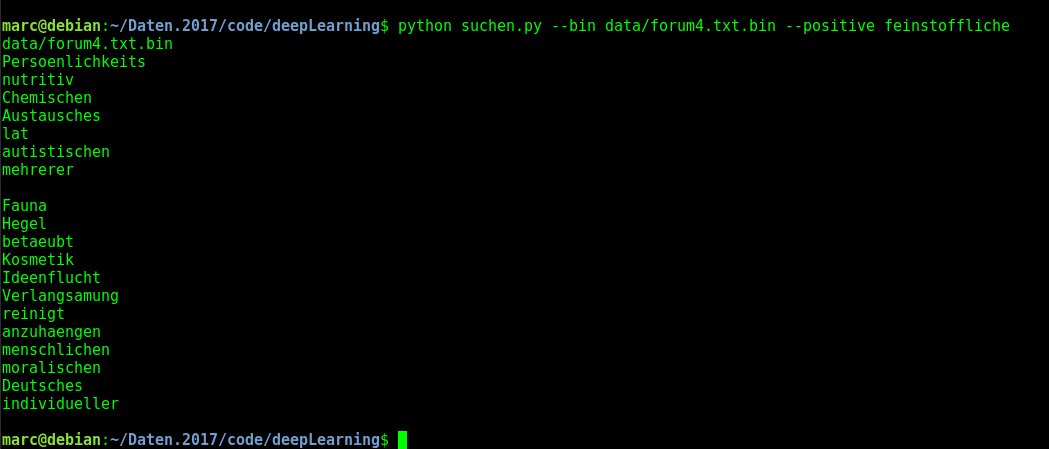 marc@debian:~/Daten.2017/code/deepLearning$ python suchen.py --bin data/forum4.txt.bin --positive feinstoffliche
data/forum4.txt.bin
Persoenlichkeits
nutritiv
Chemischen
Austausches
lat
autistischen
mehrerer
Fauna
Hegel
betaeubt
Kosmetik
Ideenflucht
Verlangsamung
reinigt
anzuhaengen
menschlichen
moralischen
Deutsches
individueller
marc@debian:~/Daten.2017/code/deepLearning$